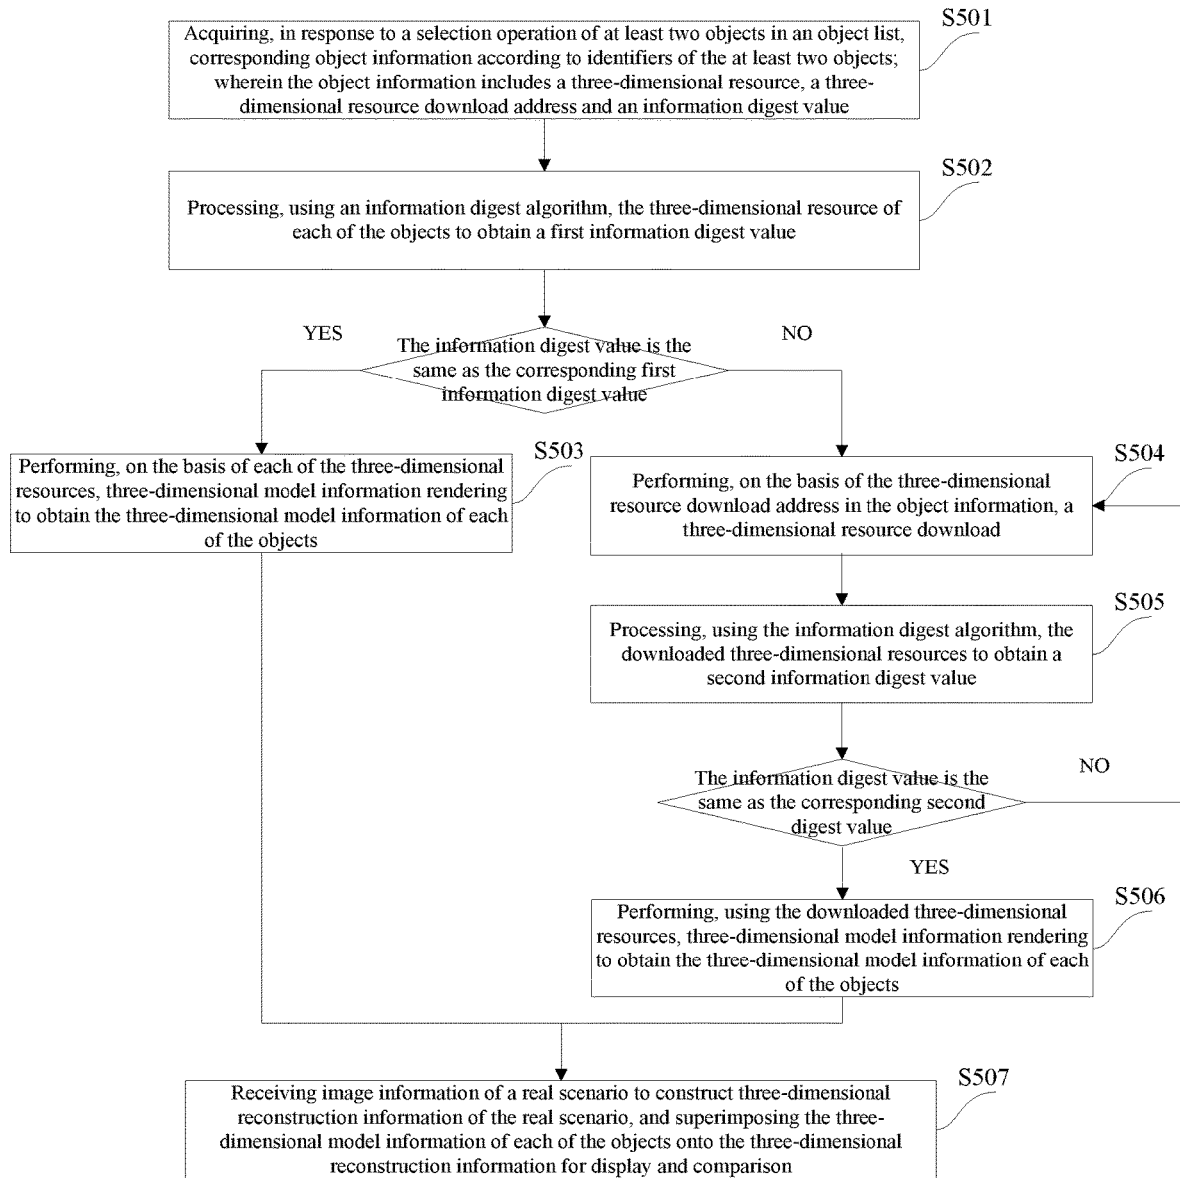 S501
Acquiring, in response to a selection operation of at least two objects in an object list,
corresponding object information according to identifiers of the at least two objects;
wherein the object information includes a three-dimensional resource, a three-
dimensional resource download address and an information digest value
S502
Processing, using an information digest algorithm, the three-dimensional resource of
each of the objects to obtain a first information digest value
YES
NO
The information digest value is the
same as the corresponding first
information digest value
S503
Performing, on the basis of each of the three-dimensional
resources, three-dimensional model information rendering
to obtain the three-dimensional model information of each
of the objects
S504
Performing, on the basis of the three-dimensional
resource download address in the object information, a
three-dimensional resource download
S505
Processing, using the information digest algorithm, the
downloaded three-dimensional resources to obtain a
second information digest value
The information digest value is the
same as the corresponding second
digest value
NO
YES
S506
Performing, using the downloaded three-dimensional
resources, three-dimensional model information rendering
to obtain the three-dimensional model information of each
of the objects
S507
Receiving image information of a real scenario to construct three-dimensional
reconstruction information of the real scenario, and superimposing the three-
dimensional model information of each of the objects onto the three-dimensional
reconstruction information for display and comparison